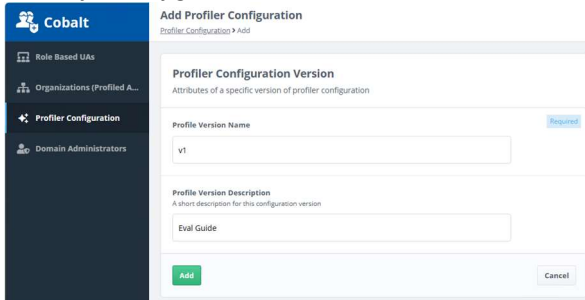 Cobalt
Role Based UAs
Organizations (Profiled A...
Profiler Configuration
Domain Administrators
Add Profiler Configuration
Profiler Configuration > Add
Profiler Configuration Version
Attributes of a specific version of profiler configuration
Profile Version Name
Required
v1
Profile Version Description
A short description for this configuration version
Eval Guide
Add
Cancel